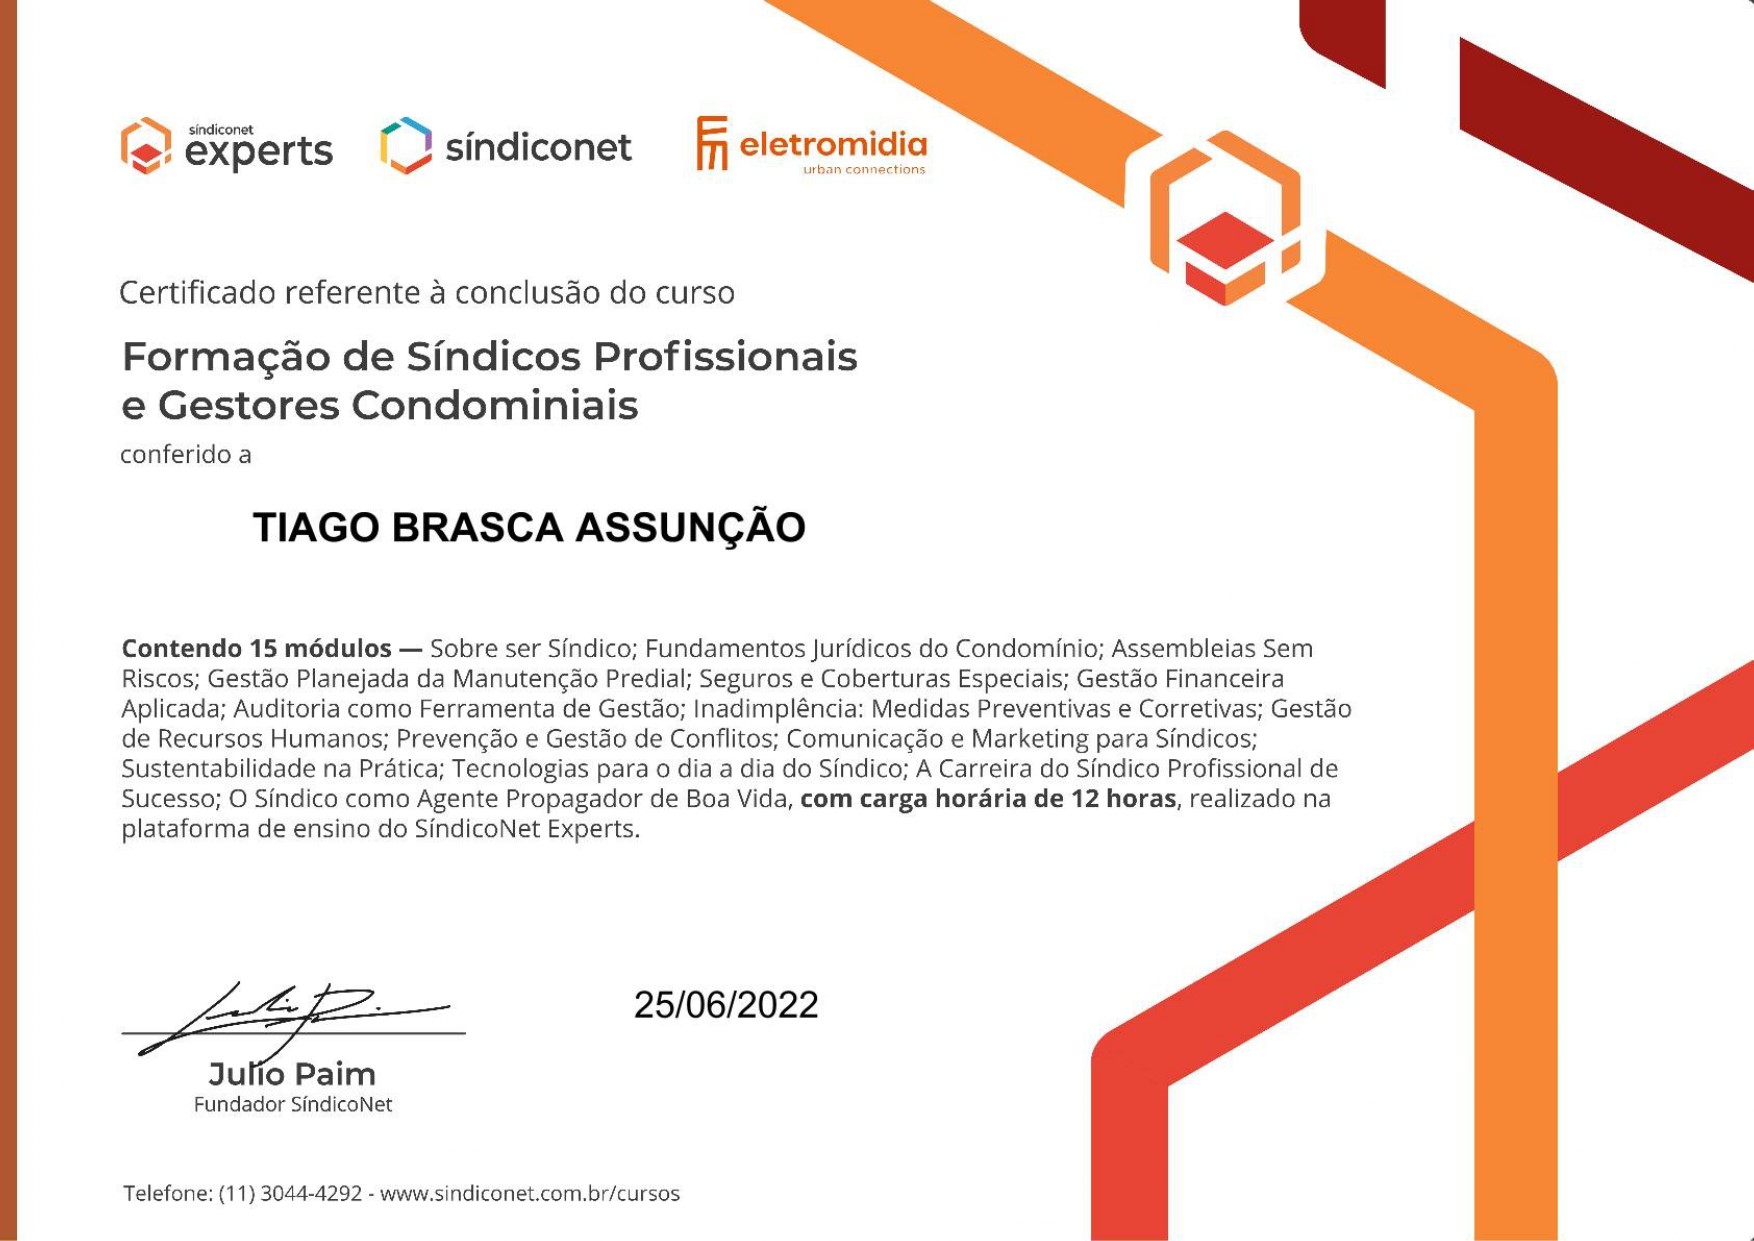 síndiconet
experts
síndiconet
eletromidia
urban connections
Certificado referente à conclusão do curso
Formação de Síndicos Profissionais
e Gestores Condominiais
conferido a
TIAGO BRASCA ASSUNÇÃO
Contendo 15 módulos — Sobre ser Síndico; Fundamentos Jurídicos do Condomínio; Assembleias Sem
Riscos; Gestão Planejada da Manutenção Predial; Seguros e Coberturas Especiais; Gestão Financeira
Aplicada; Auditoria como Ferramenta de Gestão; Inadimplência: Medidas Preventivas e Corretivas; Gestão
de Recursos Humanos; Prevenção e Gestão de Conflitos; Comunicação e Marketing para Síndicos;
Sustentabilidade na Prática; Tecnologias para o dia a dia do Síndico; A Carreira do Síndico Profissional de
Sucesso; O Síndico como Agente Propagador de Boa Vida, com carga horária de 12 horas, realizado na
plataforma de ensino do SíndicoNet Experts.
25/06/2022
Julio Paim
Fundador SíndicoNet
Telefone: (11) 3044-4292 - www.sindiconet.com.br/cursos